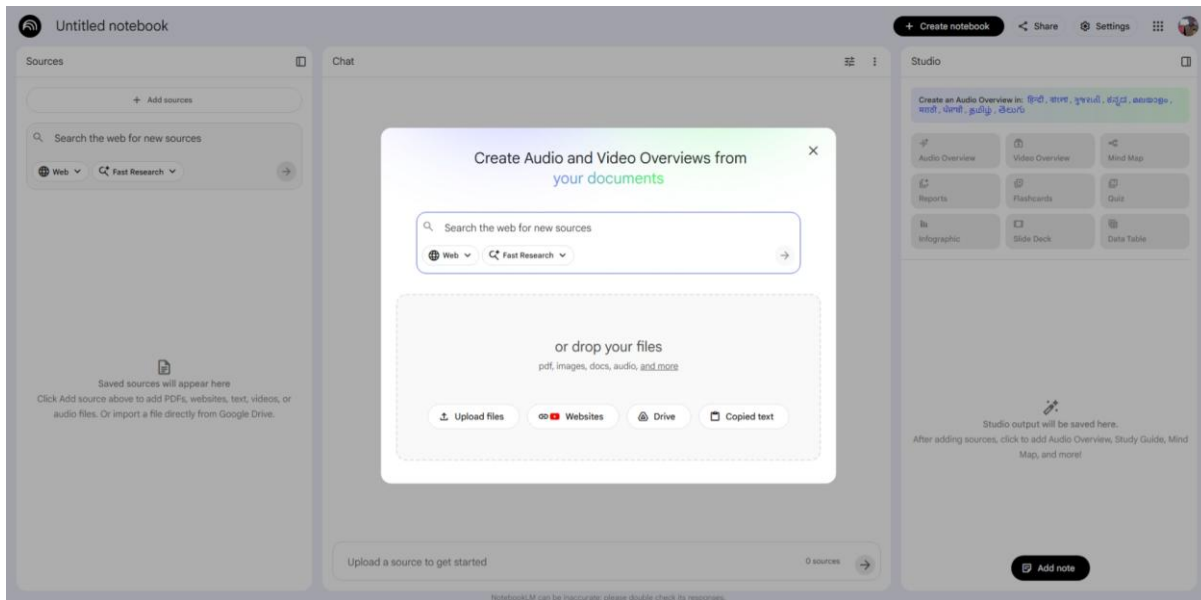 Untitled notebook
+ Create notebook
Share
Settings
Sources
+ Add sources
Search the web for new sources
Web
Fast Research
Saved sources will appear here
Click Add source above to add PDFs, websites, text, videos, or
audio files. Or import a file directly from Google Drive.
Chat
Create Audio and Video Overviews from
your documents
Search the web for new sources
Web
Fast Research
or drop your files
pdf, images, docs, audio, and more
Upload files
Websites
Drive
Copied text
Upload a source to get started
0 sources
NotebookLM can be inaccurate; please double check its responses.
Studio
Create an Audio Overview in: हिन्दी, বাংলা, ગુજરાતી, ಕನ್ನಡ, മലയാളം,
मराठी, ਪੰਜਾਬੀ, தமிழ், తెలుగు
Audio Overview
Video Overview
Mind Map
Reports
Flashcards
Quiz
Infographic
Slide Deck
Data Table
Studio output will be saved here.
After adding sources, click to add Audio Overview, Study Guide, Mind
Map, and more!
Add note